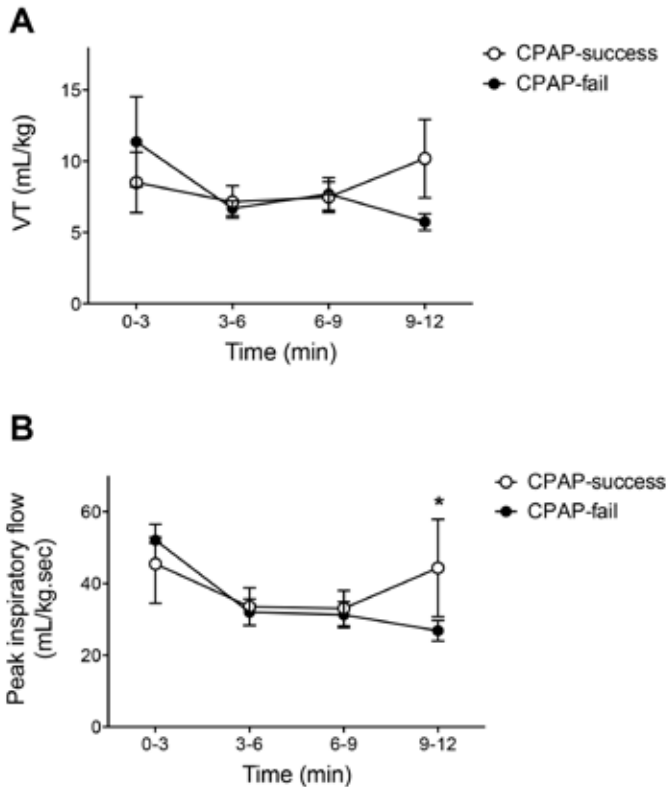 A
CPAP-success
CPAP-fail
VT (mL/kg)
15
10
5
0
0-3 3-6 6-9 9-12
Time (min)
B
CPAP-success
CPAP-fail
*
Peak inspiratory flow
(mL/kg.sec)
60
40
20
0
0-3 3-6 6-9 9-12
Time (min)